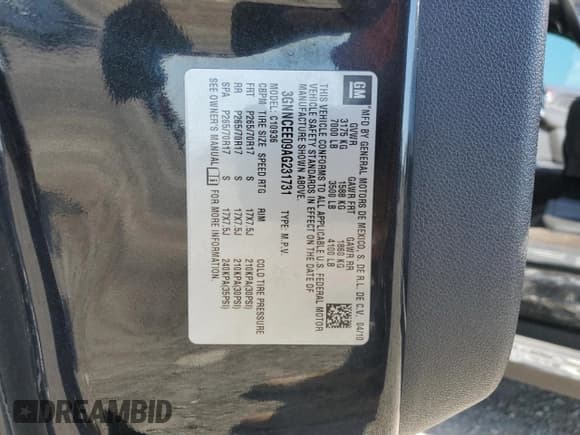 GM
MFD BY GENERAL MOTORS DE MEXICO, S. DE R.L. DE C.V. 04/10
GVWR GAWR FRT GAWR RR
3175 KG 1588 KG 1860 KG
7000 LB 3500 LB 4100 LB
THIS VEHICLE CONFORMS TO ALL APPLICABLE U.S. FEDERAL MOTOR
VEHICLE SAFETY STANDARDS IN EFFECT ON THE DATE OF
MANUFACTURE SHOWN ABOVE.
3GNNCEE09AG231731 TYPE: M.P.V.
C10936
CBPM TIRE SIZE SPEED RTG RIM COLD TIRE PRESSURE
FRT P265/70R17 S 17X7.5J 210KPA(30PSI)
RR P265/70R17 S 17X7.5J 210KPA(30PSI)
SPA P265/70R17 S 17X7.5J 240KPA(35PSI)
SEE OWNER'S MANUAL i FOR MORE INFORMATION.
DREAMBID